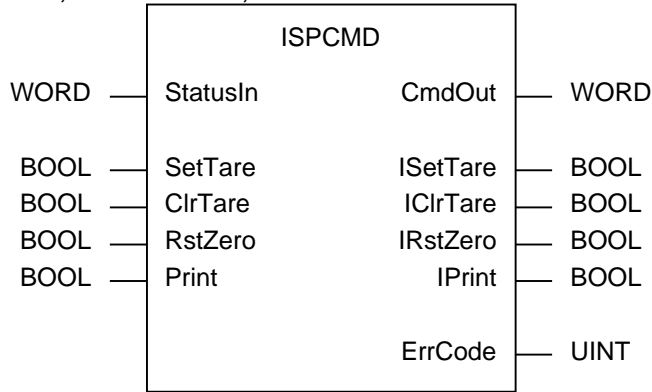 ISPCMD
WORD StatusIn CmdOut WORD
BOOL SetTare ISetTare BOOL
BOOL ClrTare IClrTare BOOL
BOOL RstZero IRstZero BOOL
BOOL Print IPrint BOOL
ErrCode UINT